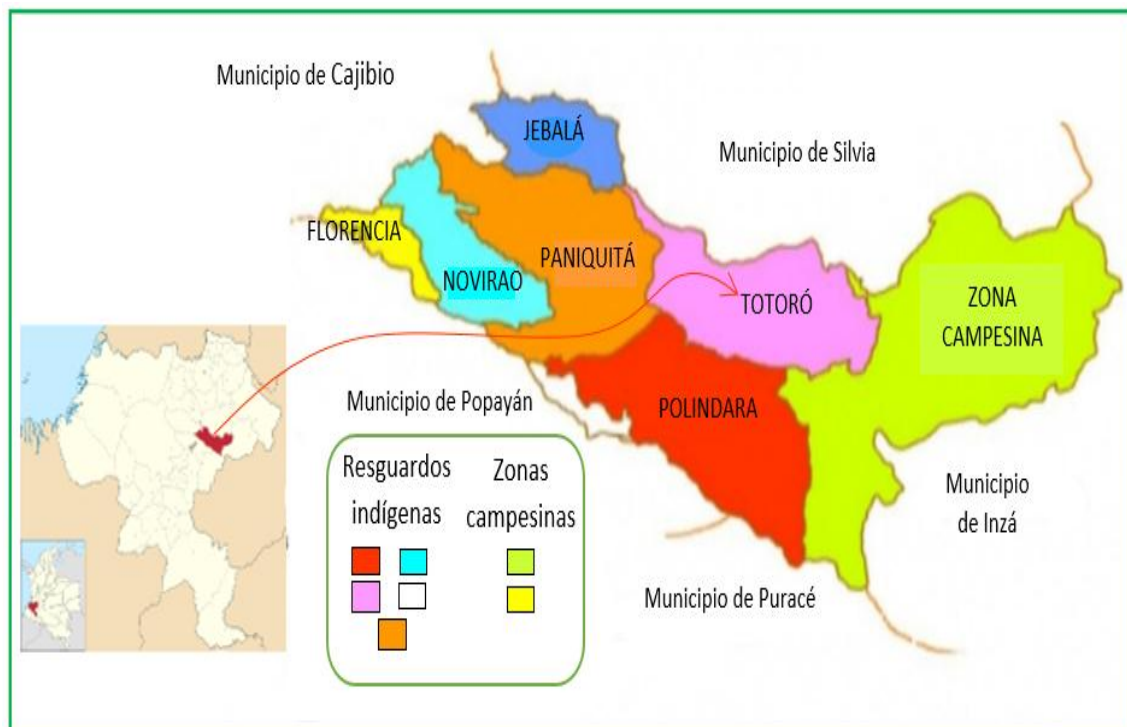 Municipio de Cajibio
JEBALÁ
Municipio de Silvia
FLORENCIA
PANIQUITÁ
NOVIRAO
TOTORÓ
ZONA
CAMPESINA
Municipio de Popayán
POLINDARA
Resguardos
indígenas
Zonas
campesinas
Municipio
de Inzá
Municipio de Puracé